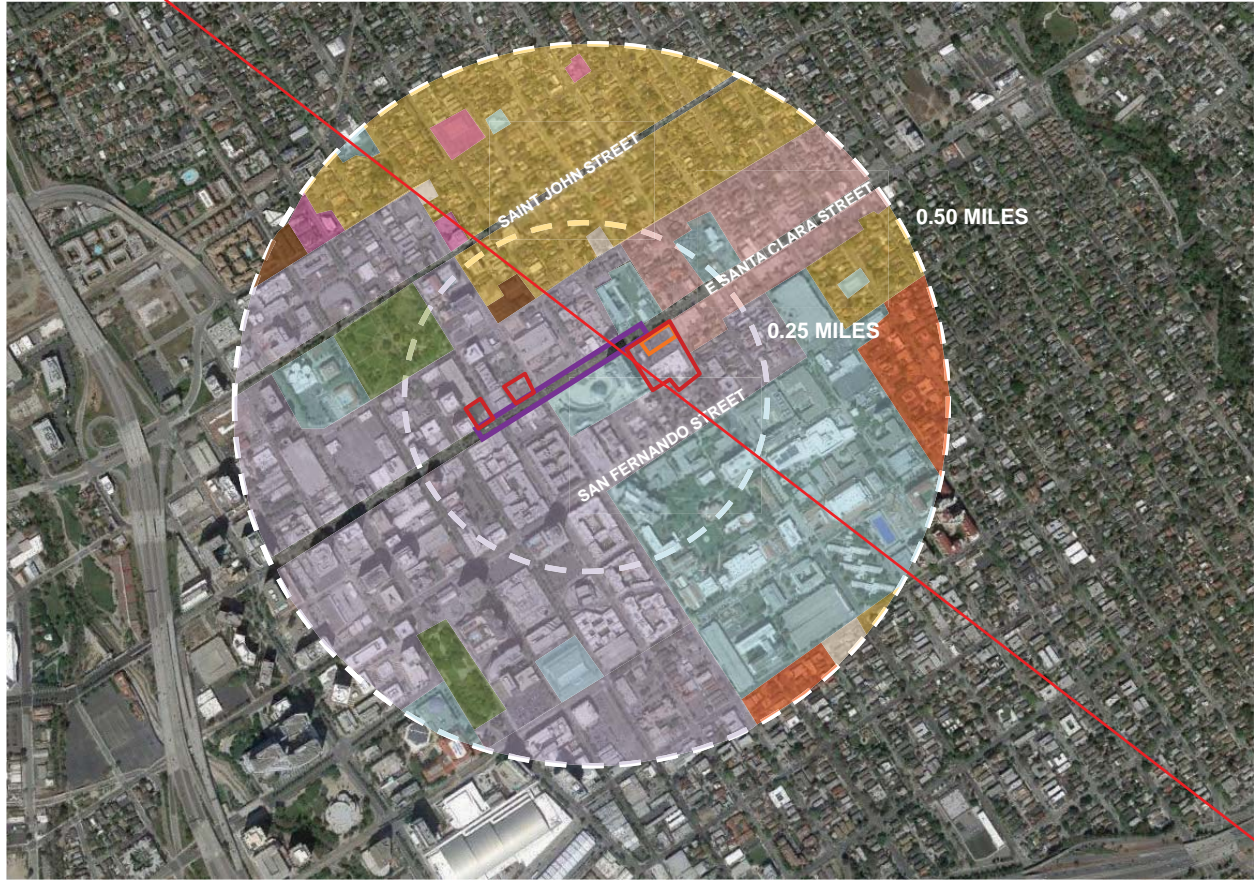 SAINT JOHN STREET
E SANTA CLARA STREET
0.50 MILES
0.25 MILES
SAN FERNANDO STREET